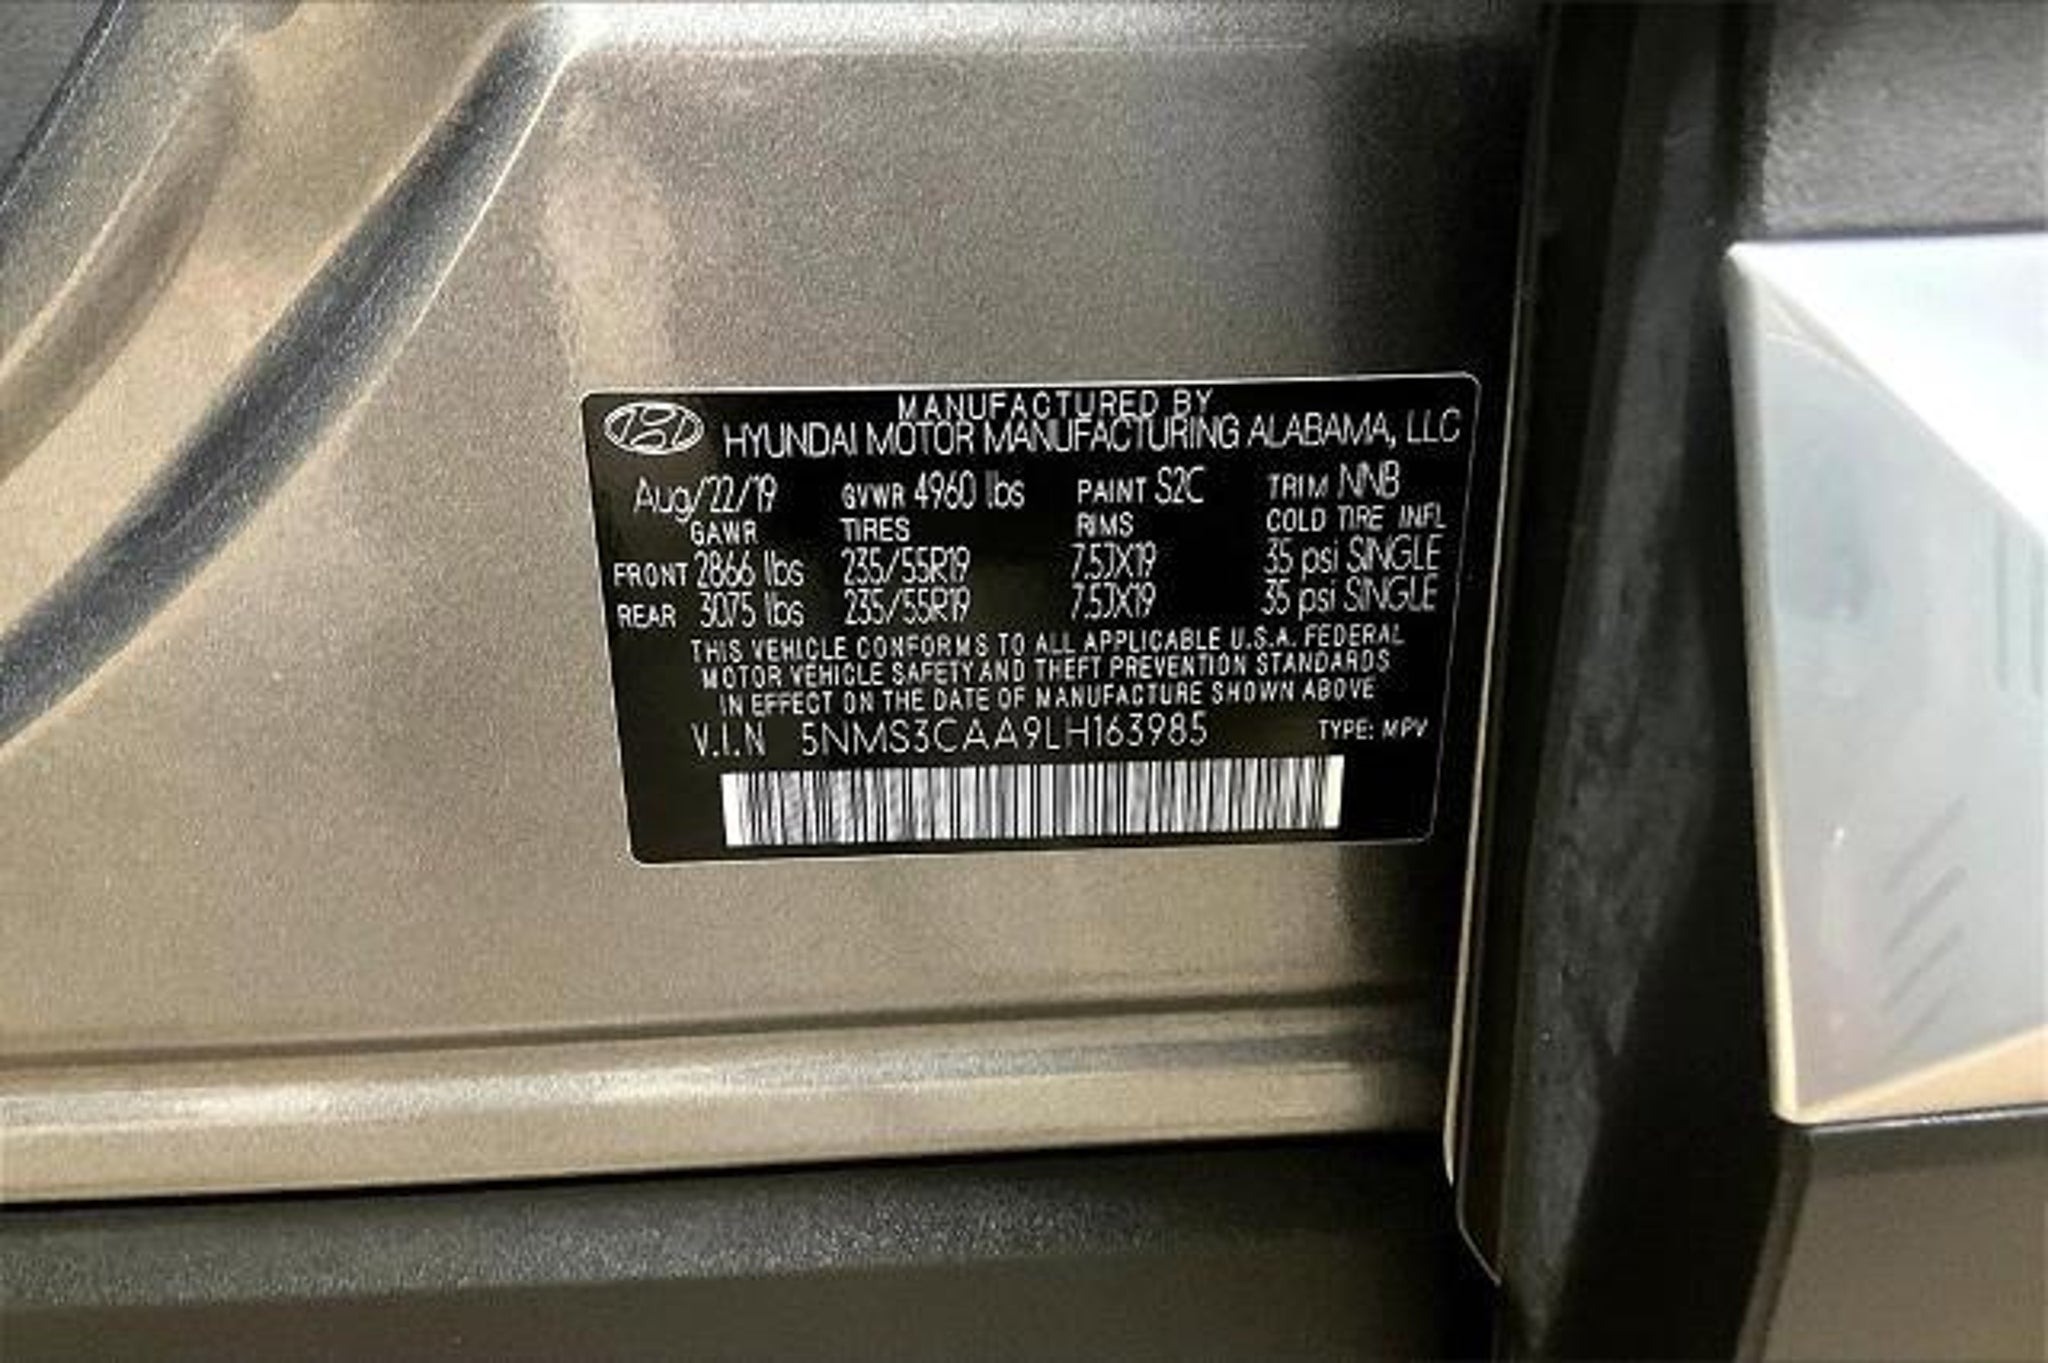 MANUFACTURED BY
HYUNDAI MOTOR MANUFACTURING ALABAMA, LLC
Aug/22/19 GVWR 4960 lbs PAINT S2C TRIM NNB
GAWR TIRES RIMS COLD TIRE INFL
FRONT 2866 lbs 235/55R19 7.5JX19 35 psi SINGLE
REAR 3075 lbs 235/55R19 7.5JX19 35 psi SINGLE
THIS VEHICLE CONFORMS TO ALL APPLICABLE U.S.A. FEDERAL
MOTOR VEHICLE SAFETY AND THEFT PREVENTION STANDARDS
IN EFFECT ON THE DATE OF MANUFACTURE SHOWN ABOVE
V.I.N 5NMS3CAA9LH163985 TYPE: MPV